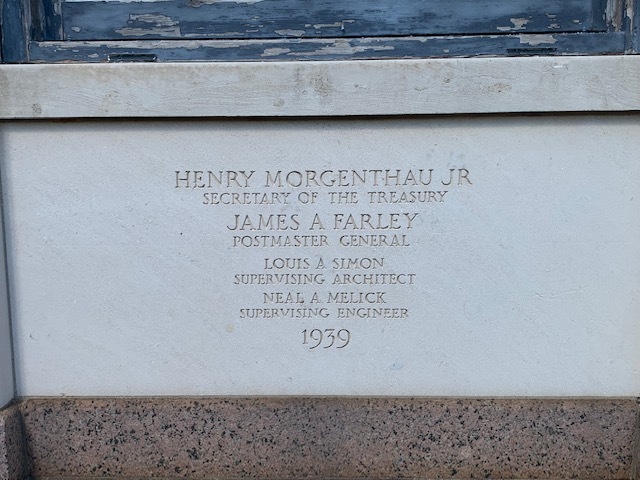 HENRY MORGENTHAU JR
SECRETARY OF THE TREASURY
JAMES A FARLEY
POSTMASTER GENERAL
LOUIS A SIMON
SUPERVISING ARCHITECT
NEAL A MELICK
SUPERVISING ENGINEER
1939